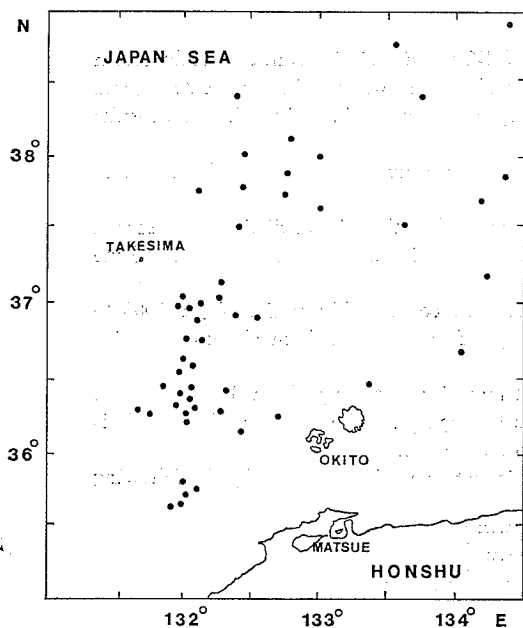 N
JAPAN SEA
38°
TAKESIMA
37°
36°
OKITO
MATSUE
HONSHU
132° 133° 134° E